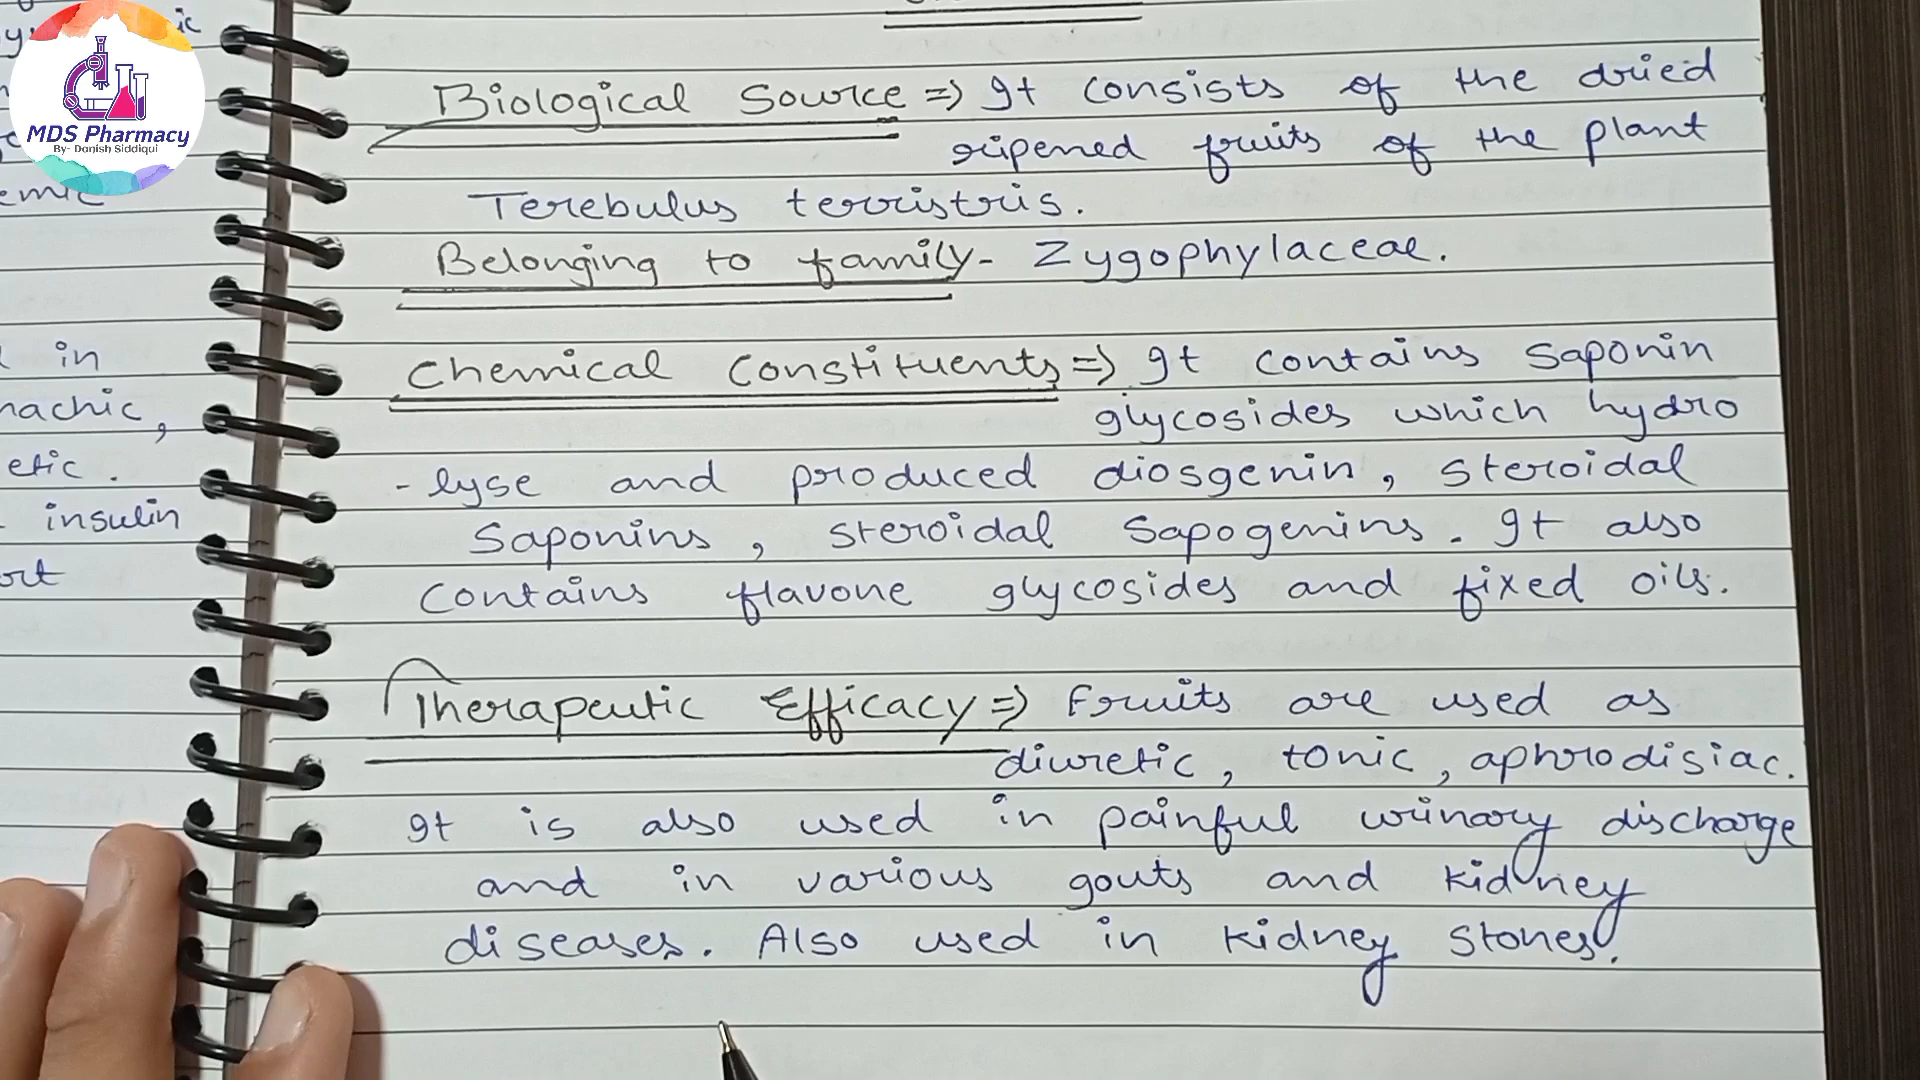 ic
MDS Pharmacy
By- Danish Siddiqui
emic
in
machic,
etic.
insulin
Biological Source => It consists of the dried
ripened fruits of the plant
Terebulus terristris.
Belonging to family- Zygophylaceae.
Chemical Constituents => It contains Saponin
glycosides which hydro
-lyse and produced diosgenin, steroidal
Saponins, steroidal Sapogenins. It also
contains flavone glycosides and fixed oils.
Therapeutic Efficacy => Fruits are used as
diuretic, tonic, aphrodisiac.
It is also used in painful urinary discharge
and in various gouts and kidney
diseases. Also used in kidney stones.